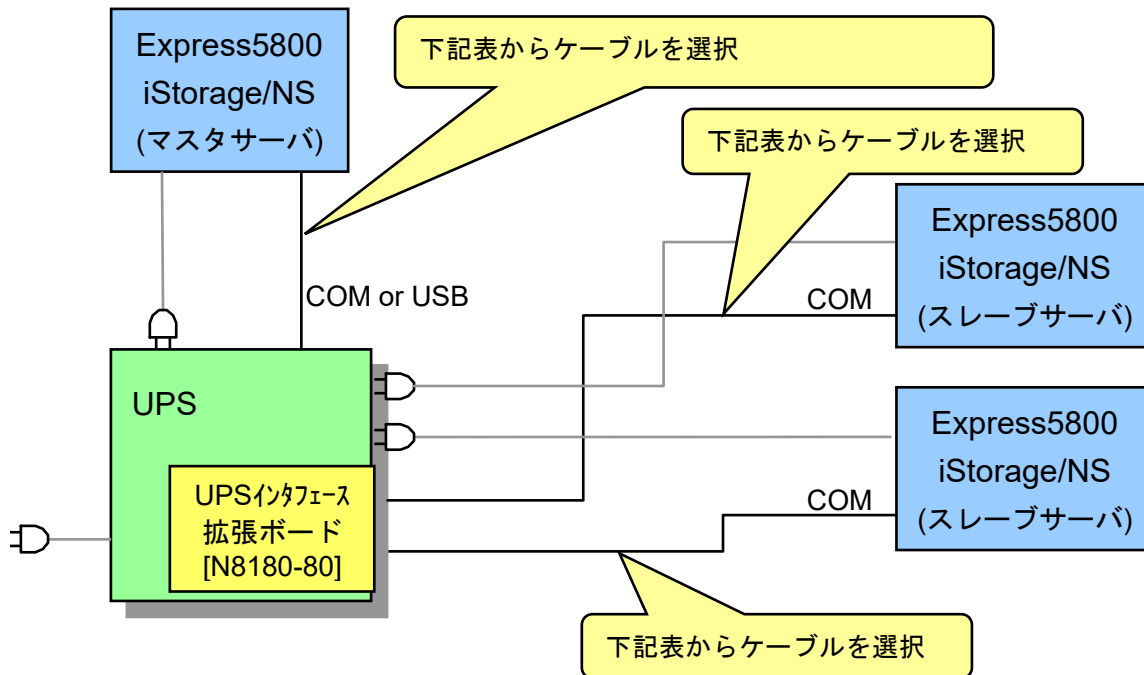 Express5800
iStorage/NS
(マスタサーバ)
下記表からケーブルを選択
下記表からケーブルを選択
Express5800
iStorage/NS
(スレーブサーバ)
COM or USB
COM
UPS
Express5800
iStorage/NS
(スレーブサーバ)
COM
UPSｲﾝﾀﾌｪｰｽ
拡張ボード
[N8180-80]
下記表からケーブルを選択